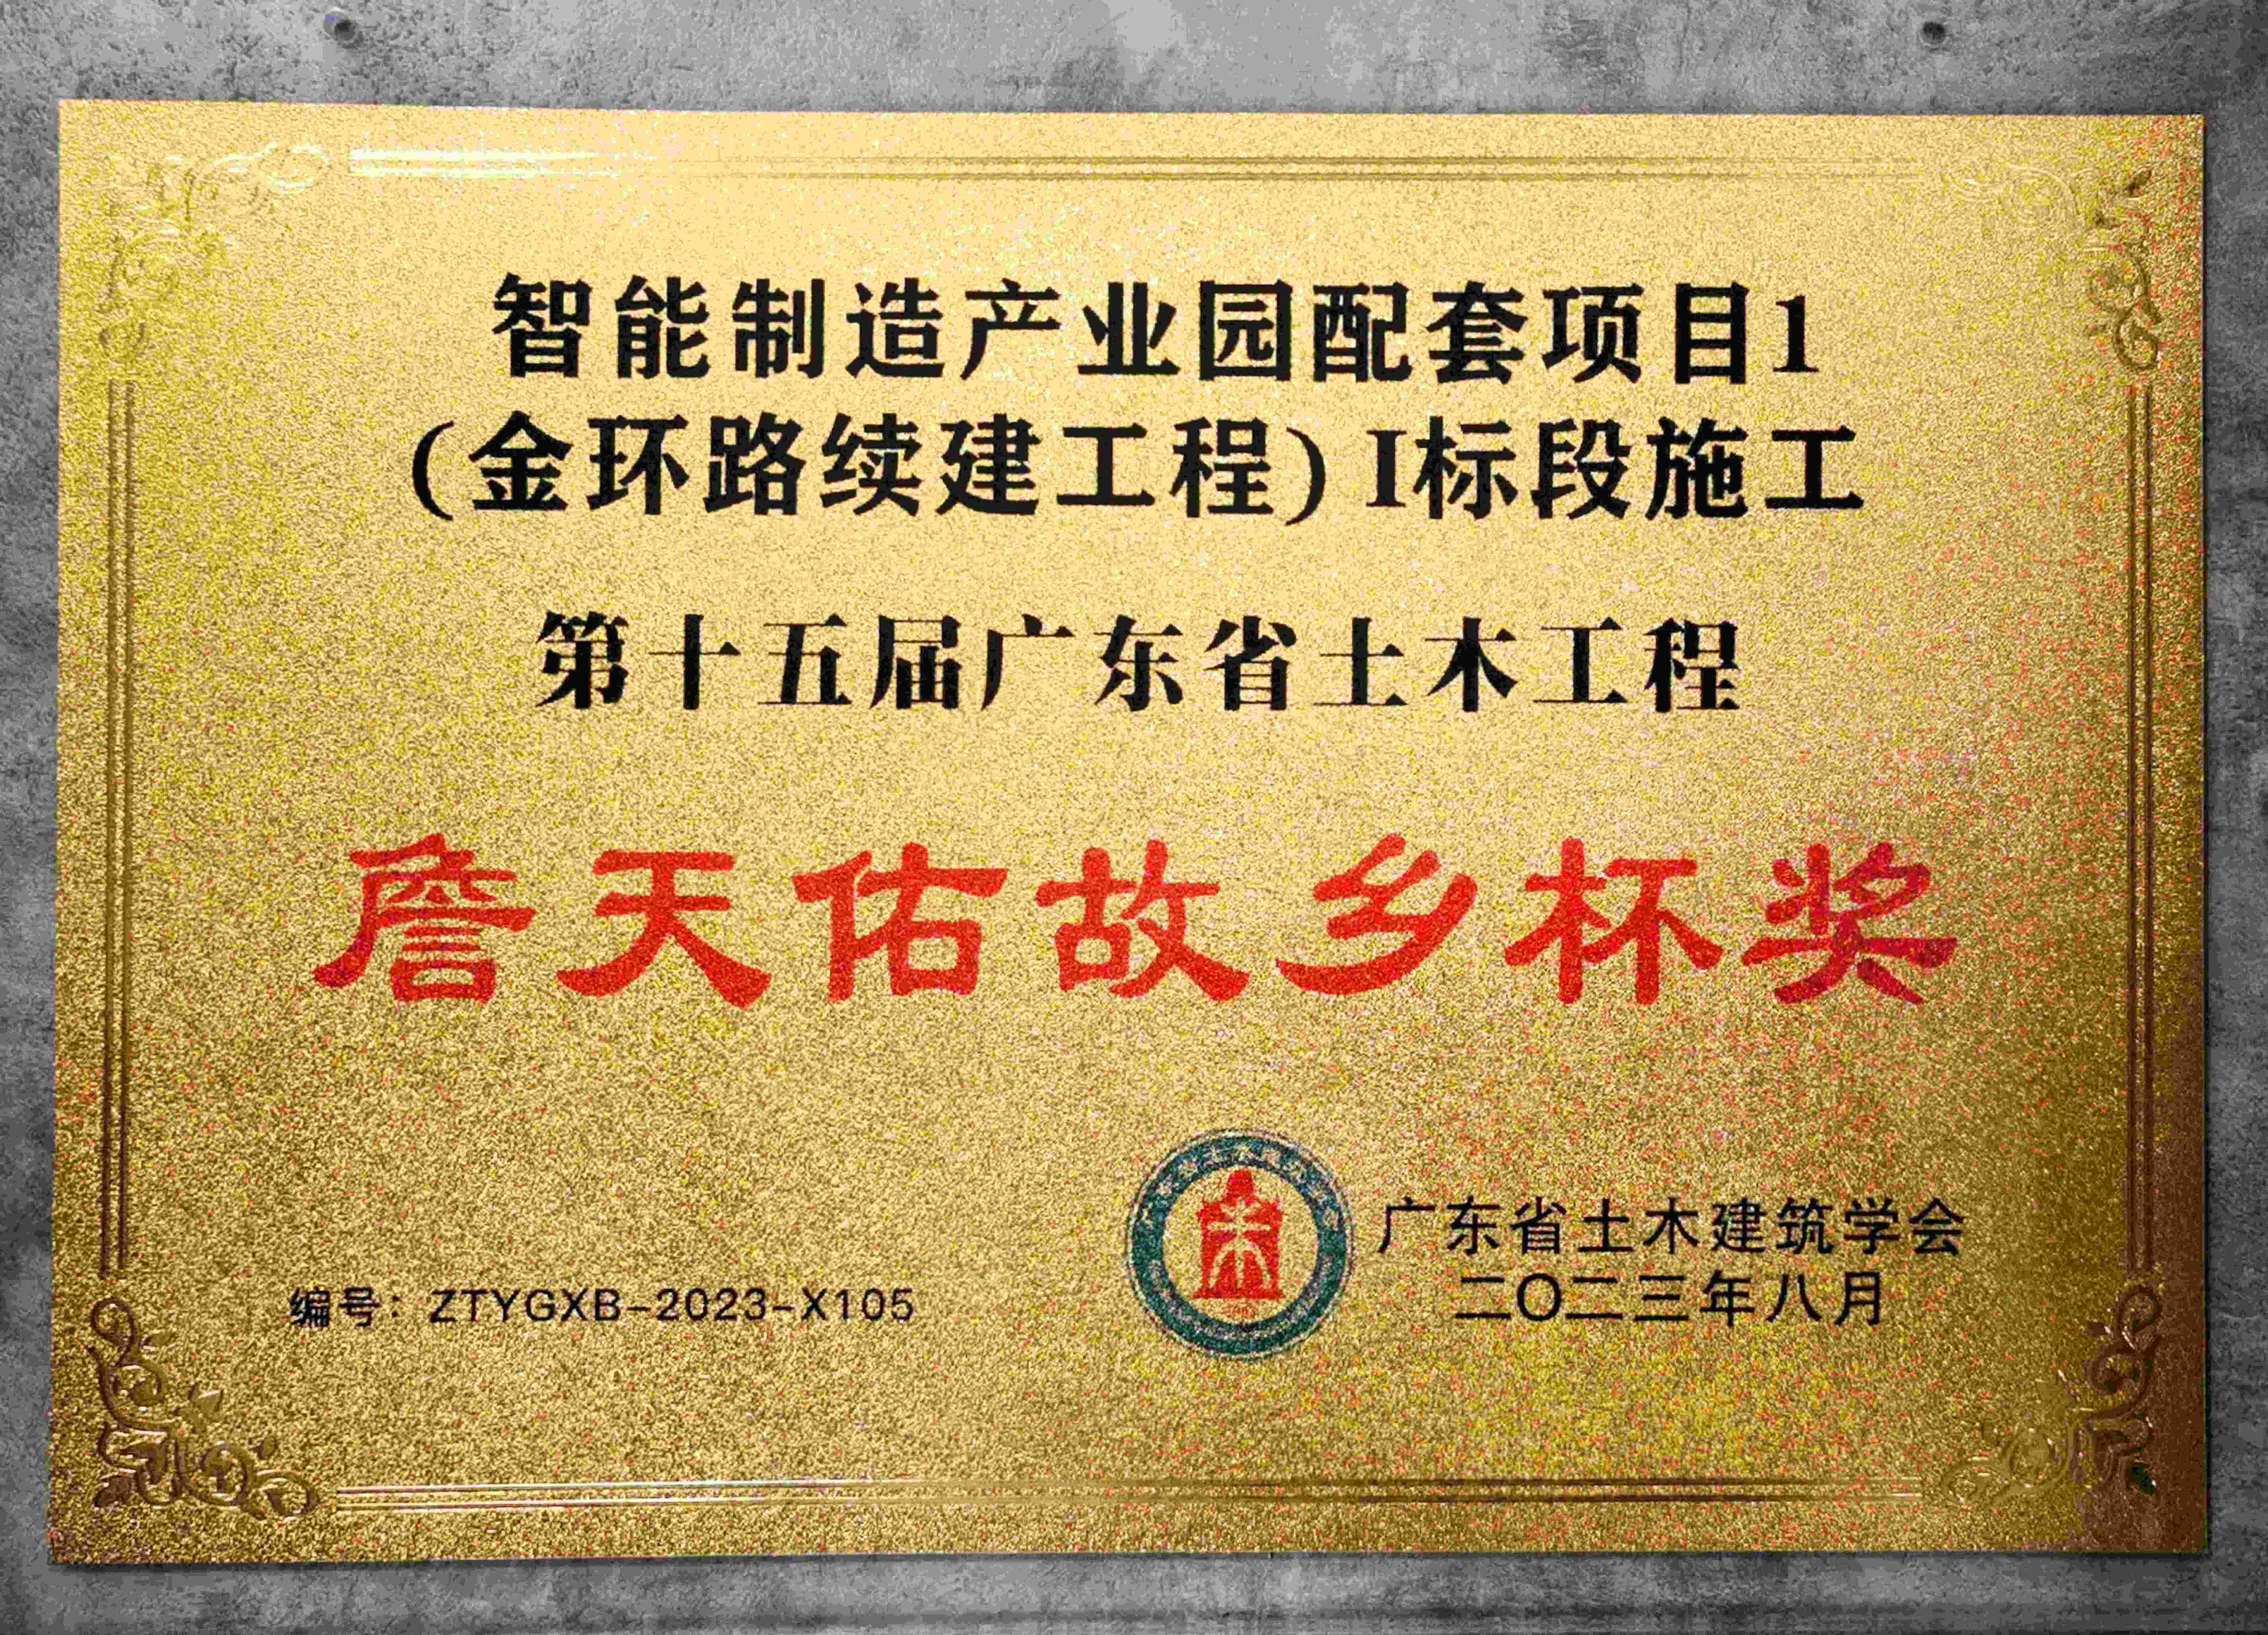 智能制造产业园配套项目1
(金环路续建工程) I标段施工
第十五届广东省土木工程
詹天佑故乡杯奖
广东省土木建筑学会
二〇二三年八月
编号: ZTYGXB-2023-X105